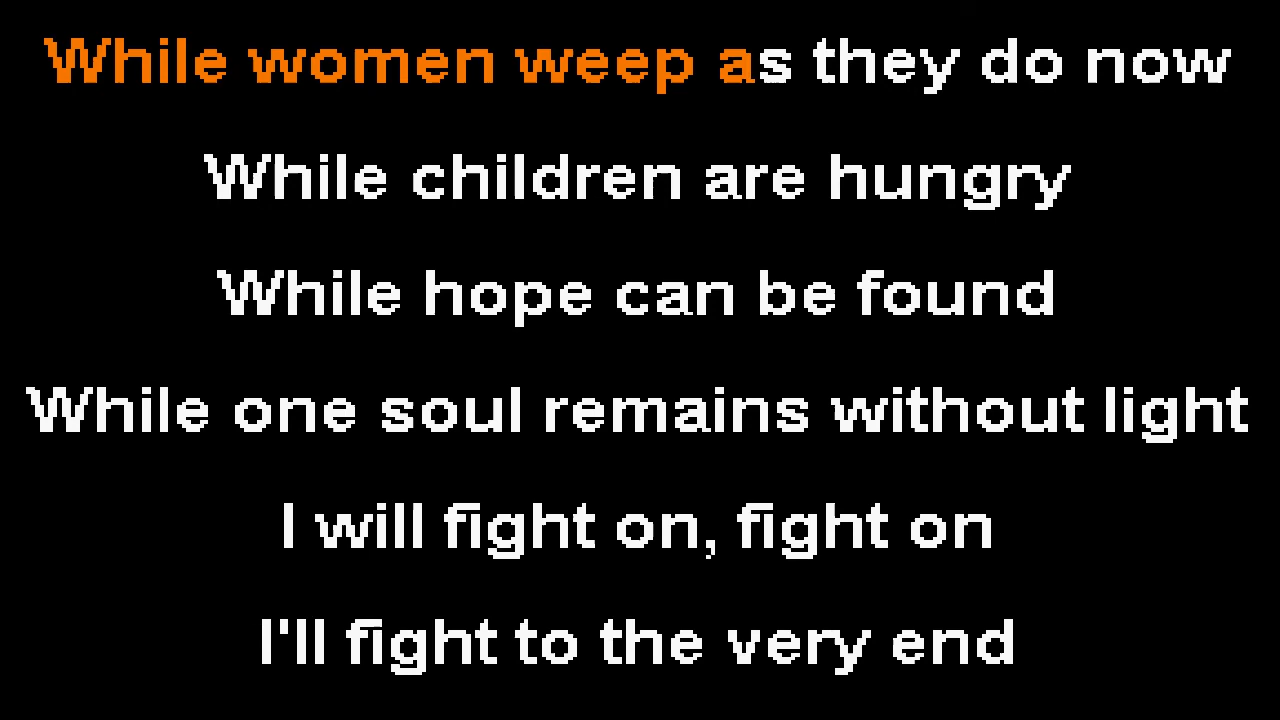 While women weep as they do now
While children are hungry
While hope can be found
While one soul remains without light
I will fight on, fight on
I'll fight to the very end